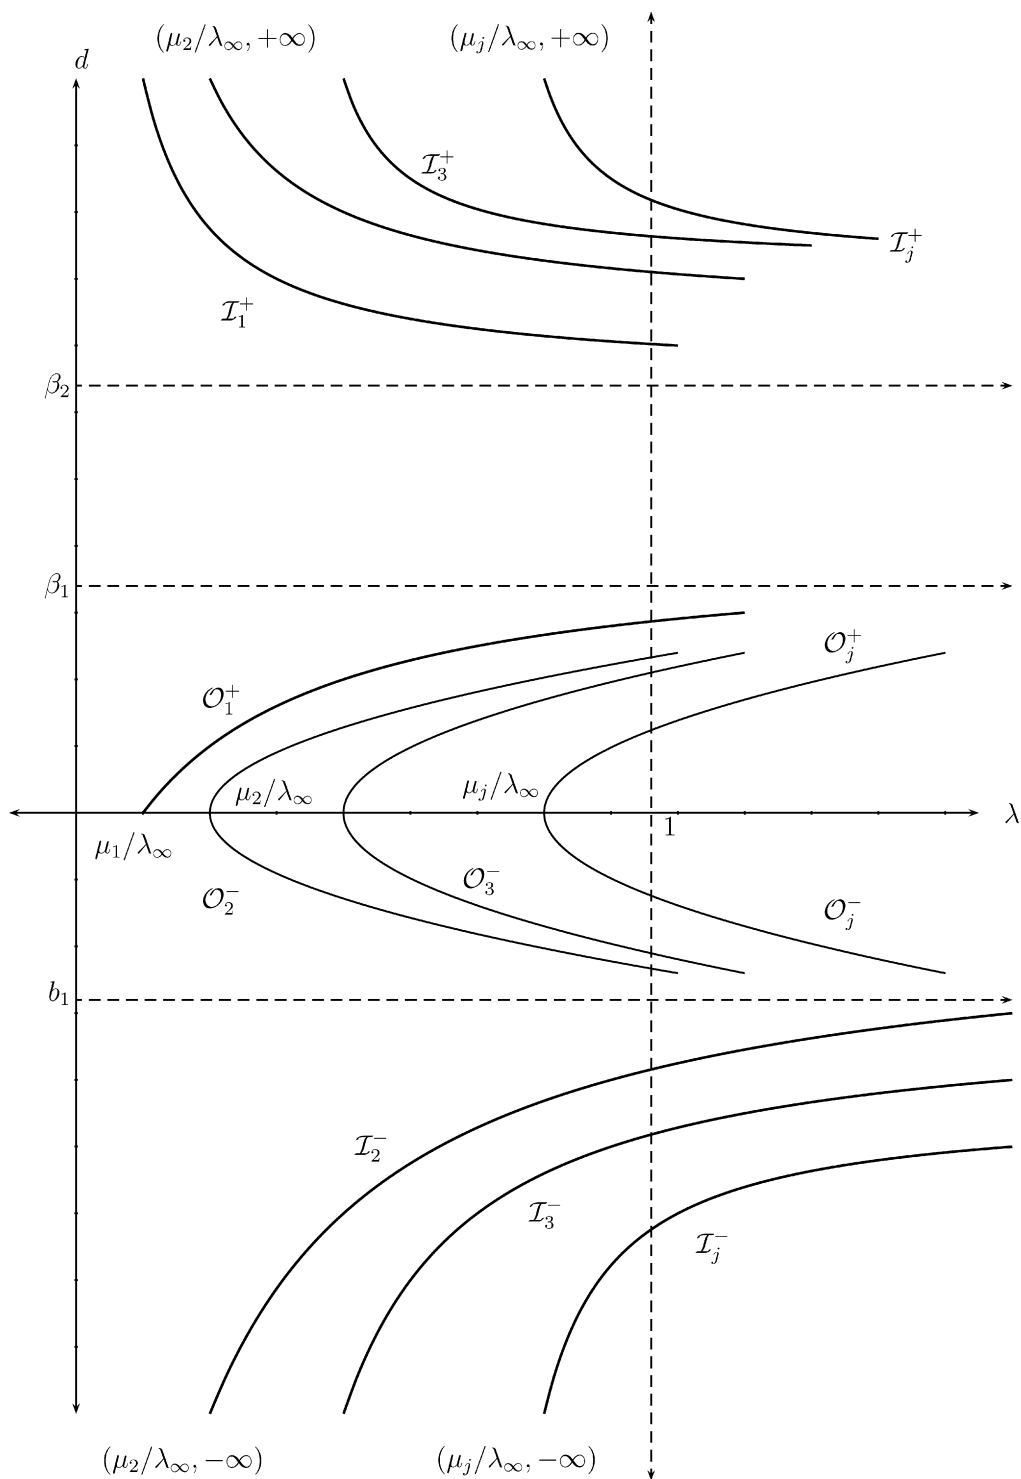 (μ₂/λ∞, +∞) (μⱼ/λ∞, +∞)
d
ℐ₃⁺
ℐⱼ⁺
ℐ₁⁺
β₂
β₁
𝒪ⱼ⁺
𝒪₁⁺
μ₂/λ∞ μⱼ/λ∞
λ
1
μ₁/λ∞
𝒪₃⁻
𝒪₂⁻ 𝒪ⱼ⁻
b₁
ℐ₂⁻
ℐ₃⁻
ℐⱼ⁻
(μ₂/λ∞, −∞) (μⱼ/λ∞, −∞)